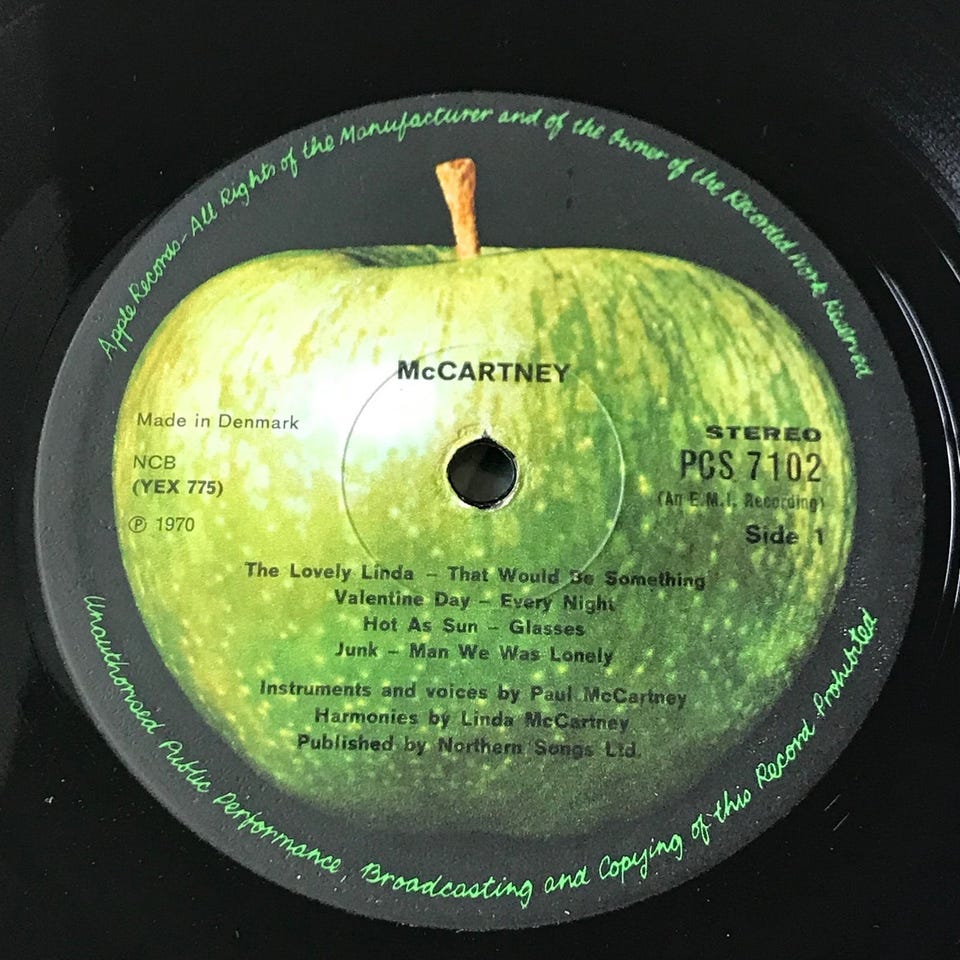 Apple Records-All Rights of the Manufacturer and of the Owner of the Recorded Work Reserved
McCARTNEY
Made in Denmark
NCB
(YEX 775)
℗ 1970
STEREO
PCS 7102
(An E.M.I. Recording)
Side 1
The Lovely Linda – That Would Be Something
Valentine Day – Every Night
Hot As Sun – Glasses
Junk – Man We Was Lonely
Instruments and voices by Paul McCartney
Harmonies by Linda McCartney
Published by Northern Songs Ltd.
Unauthorised Public Performance, Broadcasting and Copying of this Record Prohibited